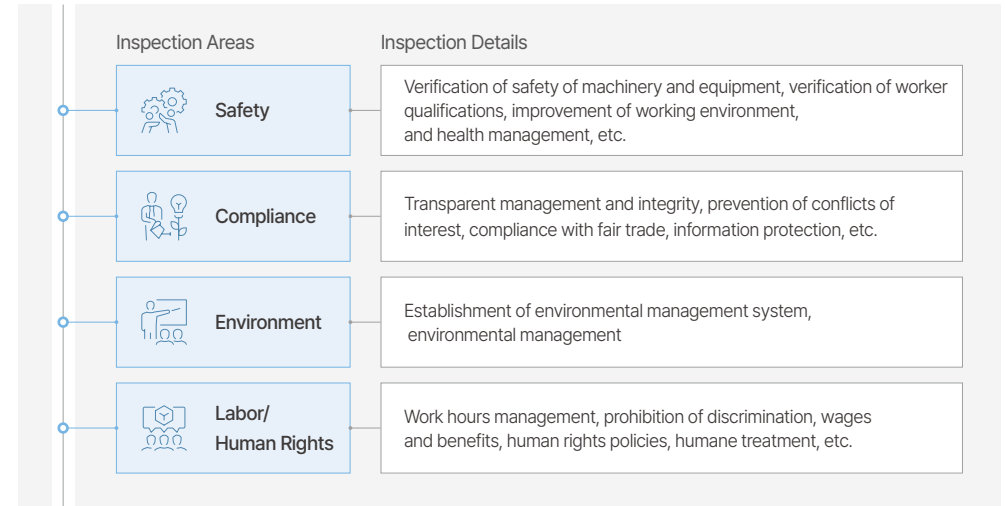 Inspection Areas
Inspection Details
Safety
Verification of safety of machinery and equipment, verification of worker
qualifications, improvement of working environment,
and health management, etc.
Compliance
Transparent management and integrity, prevention of conflicts of
interest, compliance with fair trade, information protection, etc.
Environment
Establishment of environmental management system,
environmental management
Labor/
Human Rights
Work hours management, prohibition of discrimination, wages
and benefits, human rights policies, humane treatment, etc.